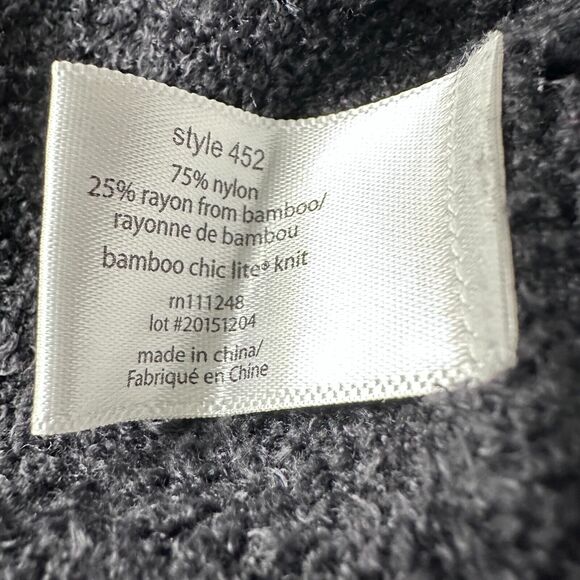 style 452
75% nylon
25% rayon from bamboo/
rayonne de bambou
bamboo chic lite® knit
rn111248
lot #20151204
made in china/
Fabriqué en Chine